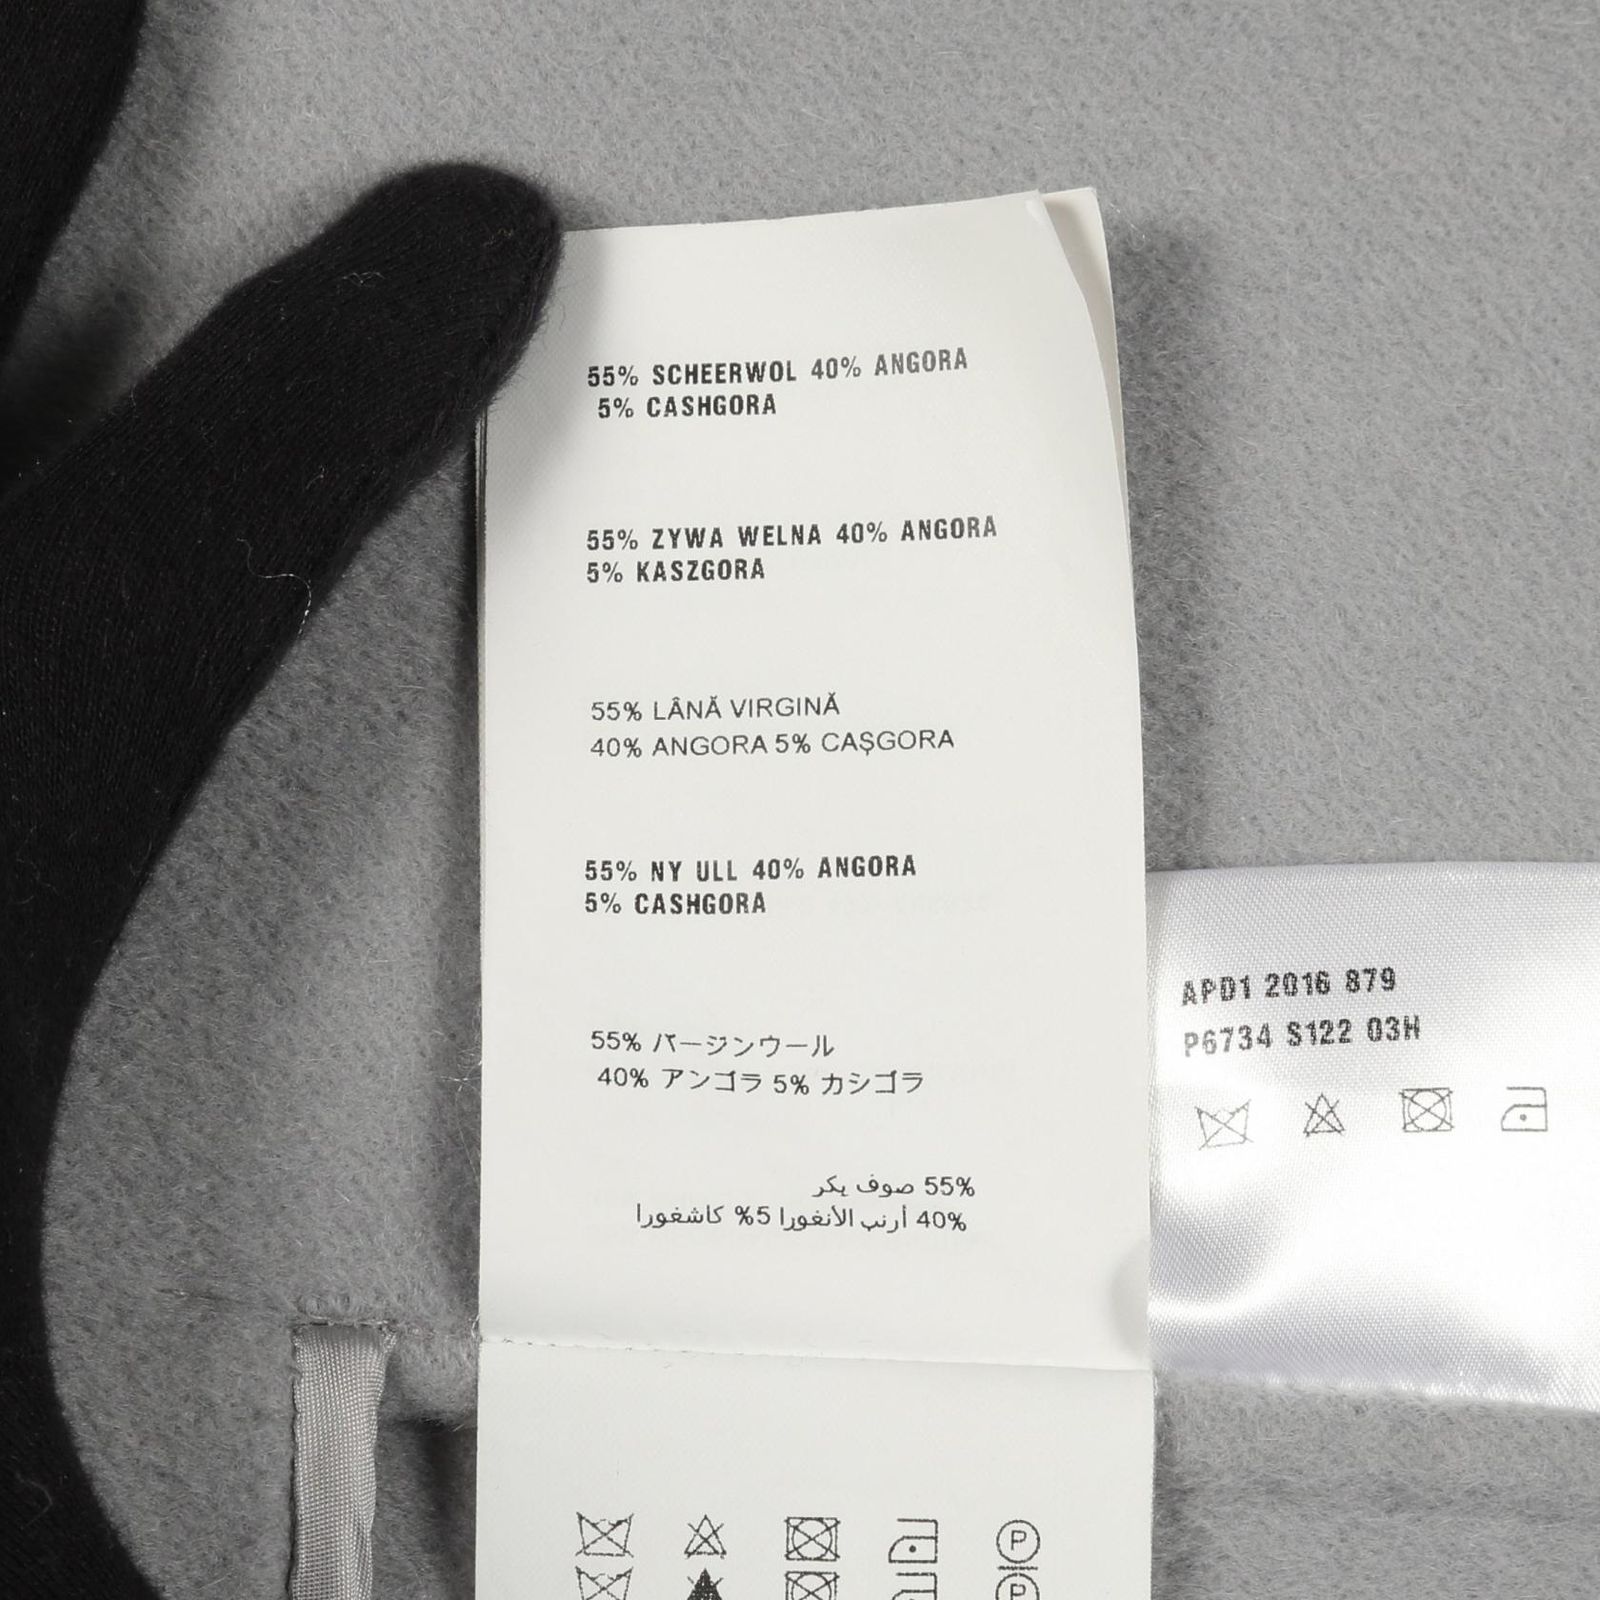 55% SCHEERWOL 40% ANGORA
5% CASHGORA
55% ZYWA WELNA 40% ANGORA
5% KASZGORA
55% LÂNĂ VIRGINĂ
40% ANGORA 5% CAŞGORA
55% NY ULL 40% ANGORA
5% CASHGORA
55% バージンウール
40% アンゴラ 5% カシゴラ
55% صوف بكر
40% أرنب الأنغورا 5% كاشغورا
APD1 2016 879
P6734 S122 03H
P
P